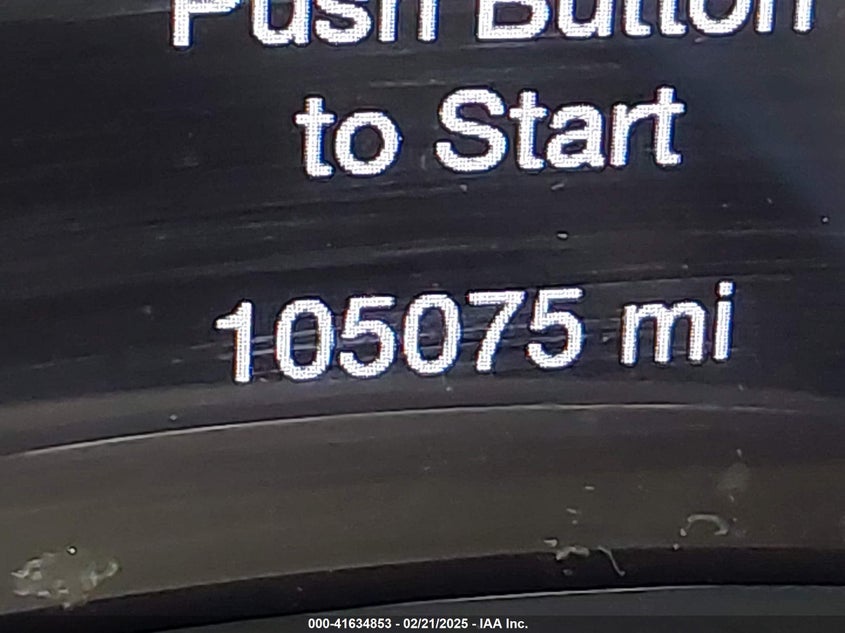 Push Button
to Start
105075 mi
000-41634853 - 02/21/2025 - IAA Inc.